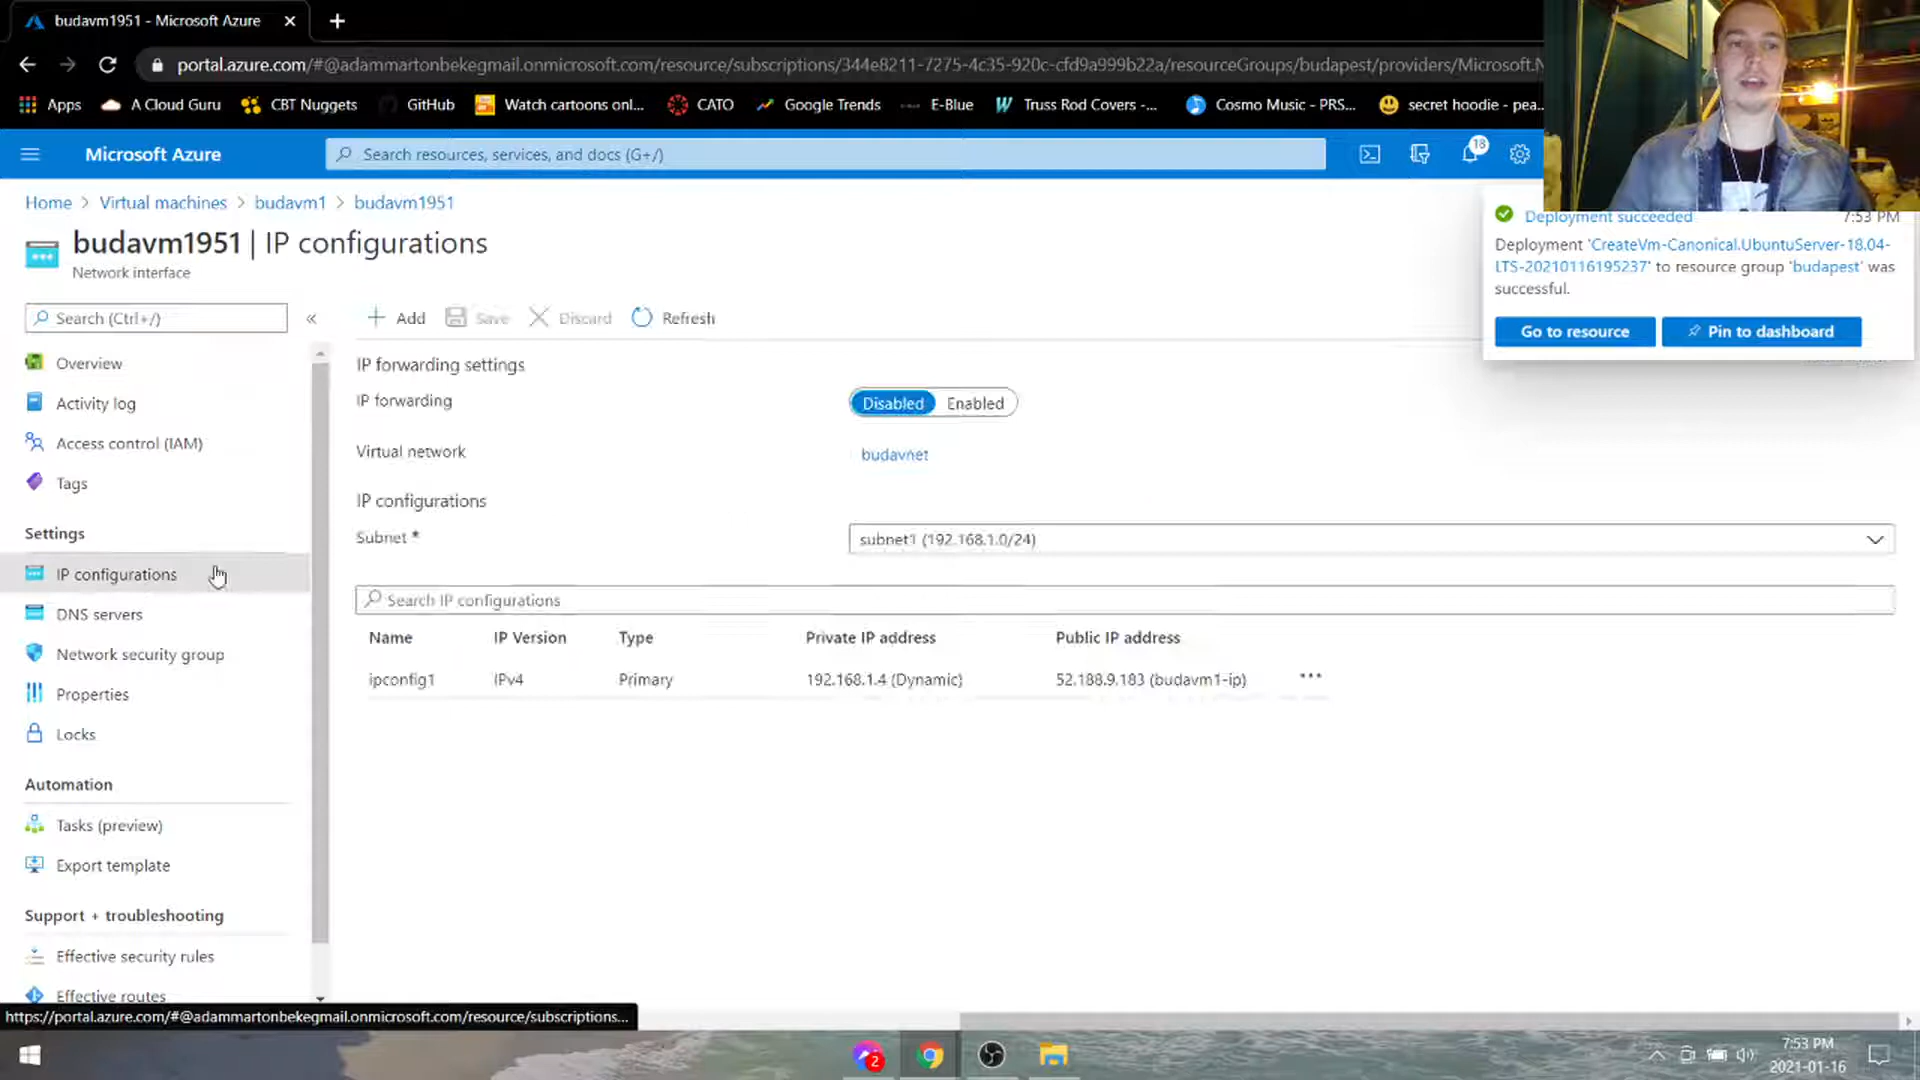 budavm1951 - Microsoft Azure
portal.azure.com/#@adammartonbekegmail.onmicrosoft.com/resource/subscriptions/344e8211-7275-4c35-920c-cfd9a999b22a/resourceGroups/budapest/providers/Microsoft.N
Apps A Cloud Guru CBT Nuggets GitHub Watch cartoons onl... CATO Google Trends E-Blue Truss Rod Covers -... Cosmo Music - PRS... secret hoodie - pea...
Microsoft Azure
Search resources, services, and docs (G+/)
18
Home > Virtual machines > budavm1 > budavm1951
budavm1951 | IP configurations
Network interface
Deployment succeeded 7:53 PM
Deployment 'CreateVm-Canonical.UbuntuServer-18.04-
LTS-20210116195237' to resource group 'budapest' was
successful.
Go to resource
Pin to dashboard
Search (Ctrl+/)
«
Overview
Activity log
Access control (IAM)
Tags
Settings
IP configurations
DNS servers
Network security group
Properties
Locks
Automation
Tasks (preview)
Export template
Support + troubleshooting
Effective security rules
Effective routes
Add Save Discard Refresh
IP forwarding settings
IP forwarding Disabled Enabled
Virtual network budavnet
IP configurations
Subnet * subnet1 (192.168.1.0/24)
Search IP configurations
Name IP Version Type Private IP address Public IP address
ipconfig1 IPv4 Primary 192.168.1.4 (Dynamic) 52.188.9.183 (budavm1-ip) ...
https://portal.azure.com/#@adammartonbekegmail.onmicrosoft.com/resource/subscriptions...
2
7:53 PM
2021-01-16